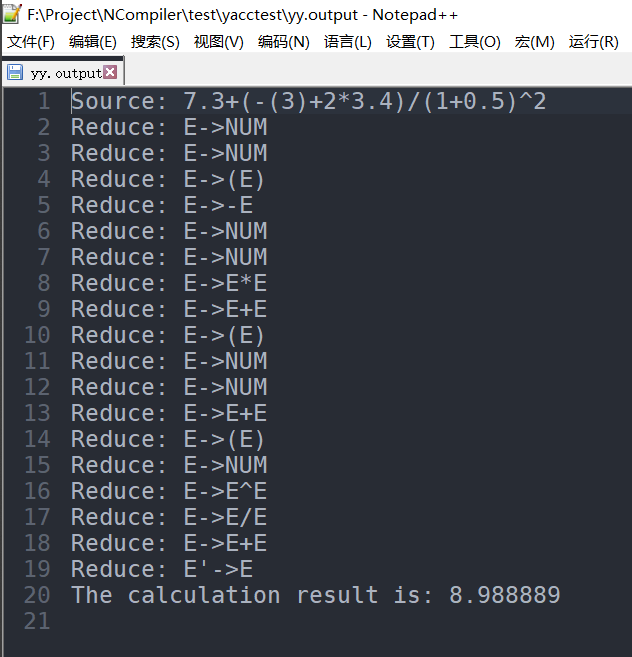 F:\Project\NCompiler\test\yacctest\yy.output - Notepad++
文件(F) 编辑(E) 搜索(S) 视图(V) 编码(N) 语言(L) 设置(T) 工具(O) 宏(M) 运行(R)
yy.output
1 Source: 7.3+(-(3)+2*3.4)/(1+0.5)^2
2 Reduce: E->NUM
3 Reduce: E->NUM
4 Reduce: E->(E)
5 Reduce: E->-E
6 Reduce: E->NUM
7 Reduce: E->NUM
8 Reduce: E->E*E
9 Reduce: E->E+E
10 Reduce: E->(E)
11 Reduce: E->NUM
12 Reduce: E->NUM
13 Reduce: E->E+E
14 Reduce: E->(E)
15 Reduce: E->NUM
16 Reduce: E->E^E
17 Reduce: E->E/E
18 Reduce: E->E+E
19 Reduce: E'->E
20 The calculation result is: 8.988889
21